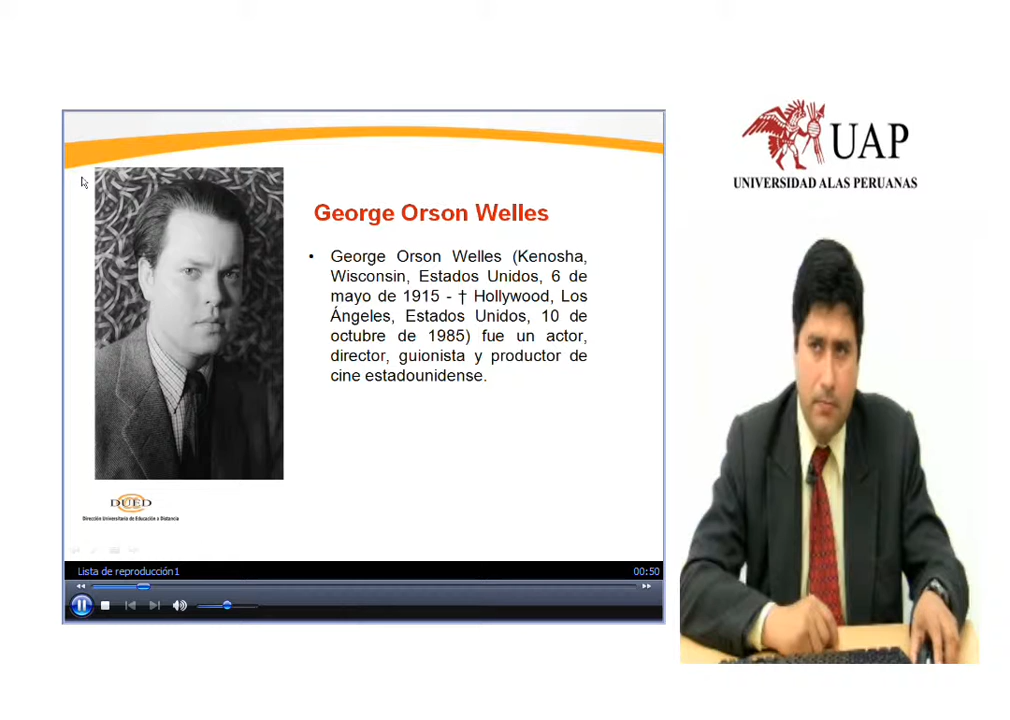 UAP
UNIVERSIDAD ALAS PERUANAS
George Orson Welles
• George Orson Welles (Kenosha,
Wisconsin, Estados Unidos, 6 de
mayo de 1915 - † Hollywood, Los
Ángeles, Estados Unidos, 10 de
octubre de 1985) fue un actor,
director, guionista y productor de
cine estadounidense.
DUED
Dirección Universitaria de Educación a Distancia
Lista de reproducción1
00:50